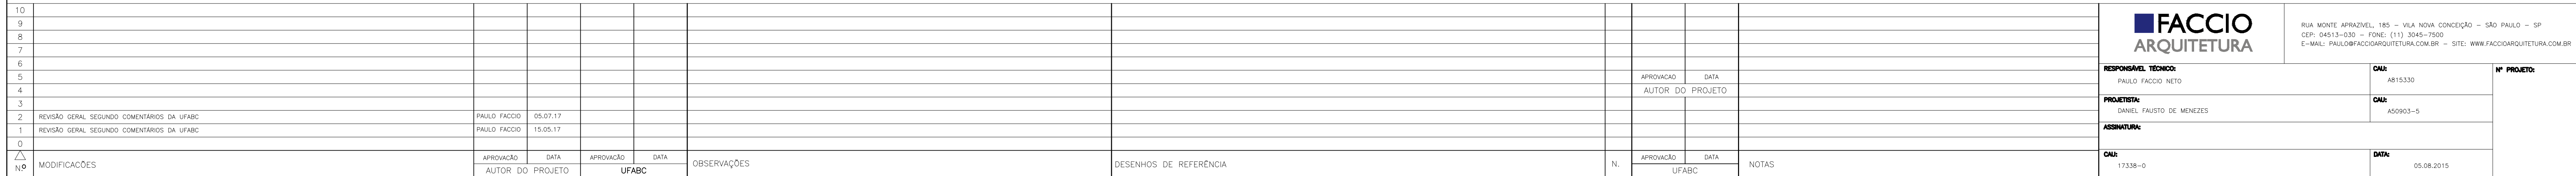 10
9
8
7
6
5
4
3
2 REVISÃO GERAL SEGUNDO COMENTÁRIOS DA UFABC PAULO FACCIO 05.07.17
1 REVISÃO GERAL SEGUNDO COMENTÁRIOS DA UFABC PAULO FACCIO 15.05.17
0
N.º MODIFICACÕES APROVACÃO DATA APROVACÃO DATA
AUTOR DO PROJETO UFABC
OBSERVAÇÕES
DESENHOS DE REFERÊNCIA
N.
APROVACAO DATA
AUTOR DO PROJETO
APROVACÃO DATA
UFABC
NOTAS
FACCIO
ARQUITETURA
RUA MONTE APRAZÍVEL, 185 – VILA NOVA CONCEIÇÃO – SÃO PAULO – SP
CEP: 04513–030 – FONE: (11) 3045–7500
E–MAIL: PAULO@FACCIOARQUITETURA.COM.BR – SITE: WWW.FACCIOARQUITETURA.COM.BR
RESPONSÁVEL TÉCNICO: CAU: Nº PROJETO:
PAULO FACCIO NETO A815330
PROJETISTA: CAU:
DANIEL FAUSTO DE MENEZES A50903–5
ASSINATURA:
CAU: DATA:
17338–0 05.08.2015